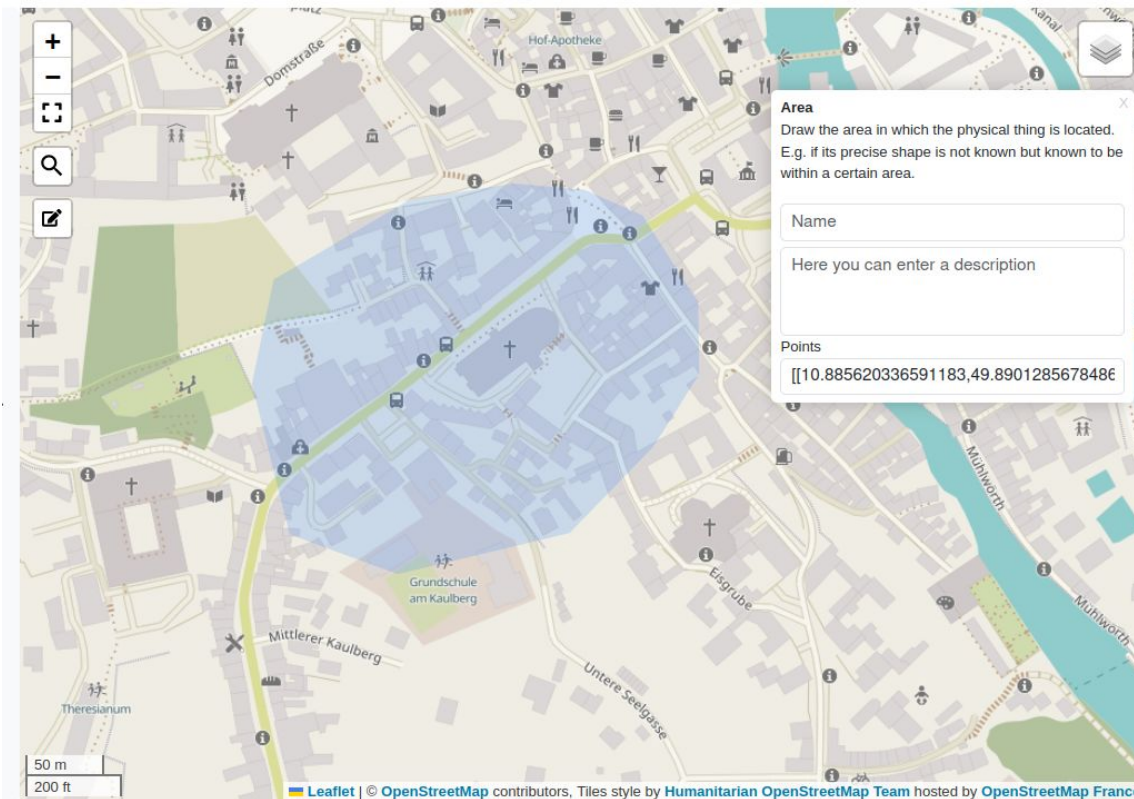 Platz
Kanal
Hof-Apotheke
Domstraße
+
−
Area
X
Draw the area in which the physical thing is located.
E.g. if its precise shape is not known but known to be
within a certain area.
Name
Here you can enter a description
Points
[[10.885620336591183,49.8901285678486
Mühlwörth
Grundschule
am Kaulberg
Eisgrube
Mühlwörth
Mittlerer Kaulberg
Untere Seelgasse
Theresianum
50 m
200 ft
Leaflet | © OpenStreetMap contributors, Tiles style by Humanitarian OpenStreetMap Team hosted by OpenStreetMap Franc